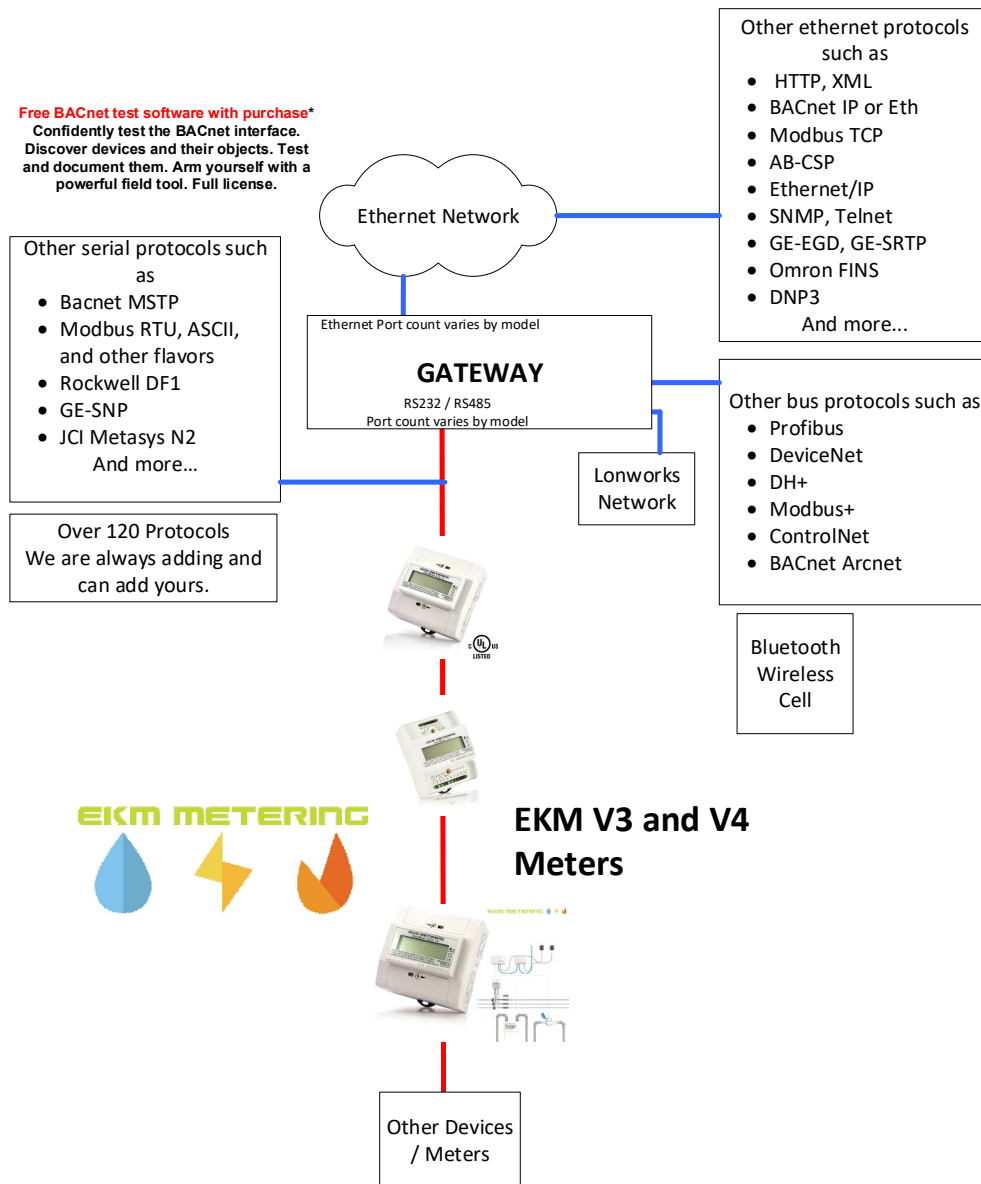 Other ethernet protocols
such as
• HTTP, XML
• BACnet IP or Eth
• Modbus TCP
• AB-CSP
• Ethernet/IP
• SNMP, Telnet
• GE-EGD, GE-SRTP
• Omron FINS
• DNP3
And more...
Free BACnet test software with purchase*
Confidently test the BACnet interface.
Discover devices and their objects. Test
and document them. Arm yourself with a
powerful field tool. Full license.
Ethernet Network
Other serial protocols such
as
• Bacnet MSTP
• Modbus RTU, ASCII,
and other flavors
• Rockwell DF1
• GE-SNP
• JCI Metasys N2
And more…
Ethernet Port count varies by model
GATEWAY
RS232 / RS485
Port count varies by model
Other bus protocols such as
• Profibus
• DeviceNet
• DH+
• Modbus+
• ControlNet
• BACnet Arcnet
Lonworks
Network
Over 120 Protocols
We are always adding and
can add yours.
C UL US
LISTED
Bluetooth
Wireless
Cell
EKM METERING
EKM V3 and V4
Meters
EKM METERING
Other Devices
/ Meters